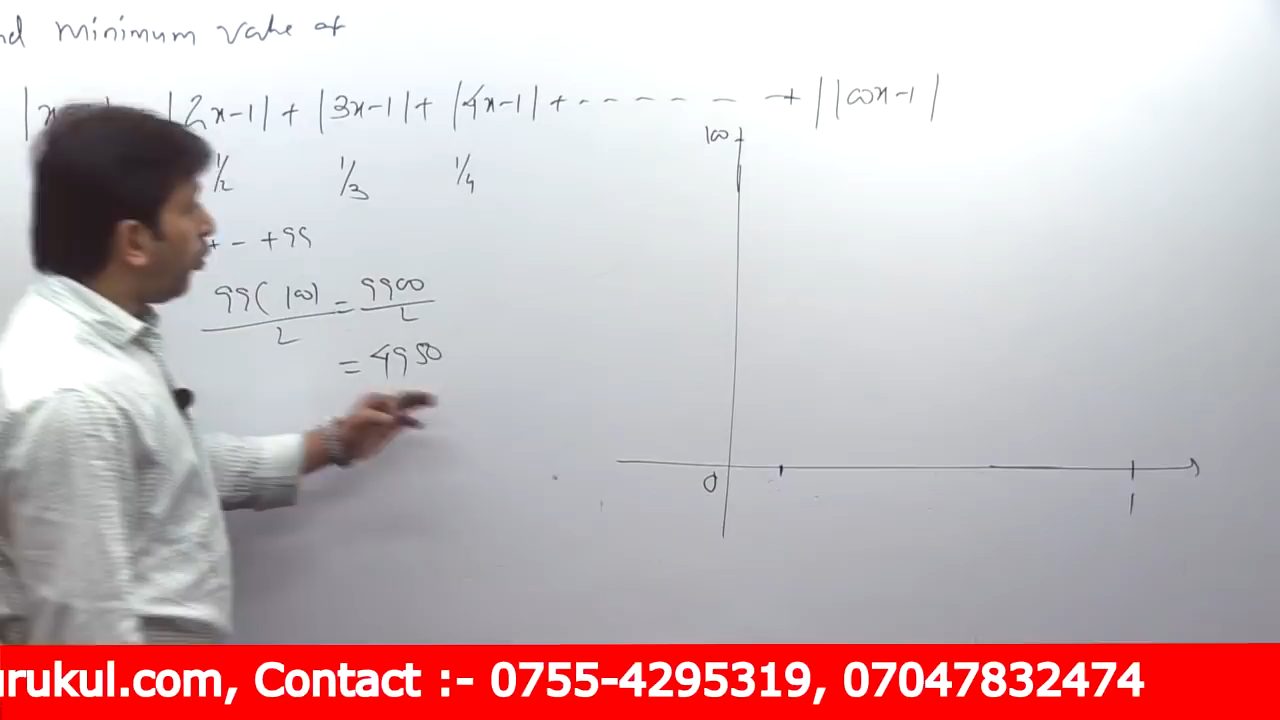 nd minimum value of
|x |2x-1| + |3x-1| + |4x-1| + - - - - - - + |100x-1|
100
1/2 1/3 1/4
+ - +99
99(100)/2 = 9900/2
= 4950
0
1
urukul.com, Contact :- 0755-4295319, 07047832474